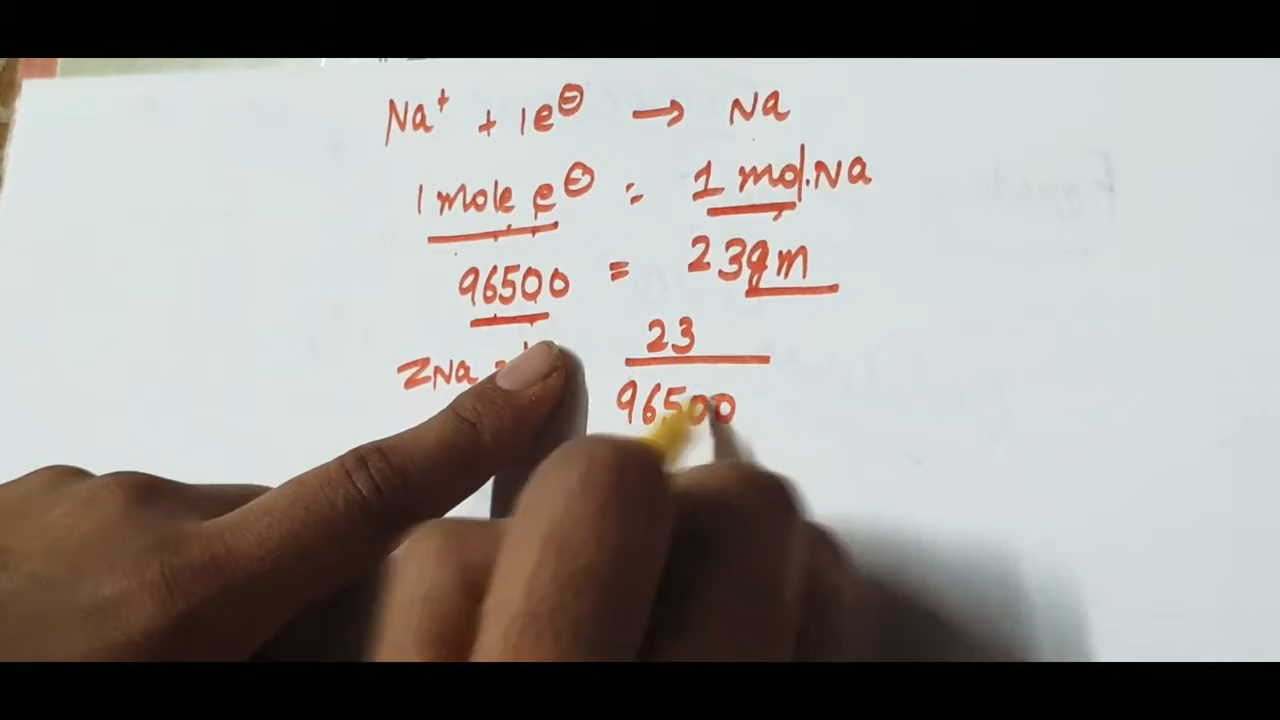 Na⁺ + 1e⊖ → Na
1 mole e⊖ : 1 mol. Na
96500 = 23gm
ZNa = 23
96500